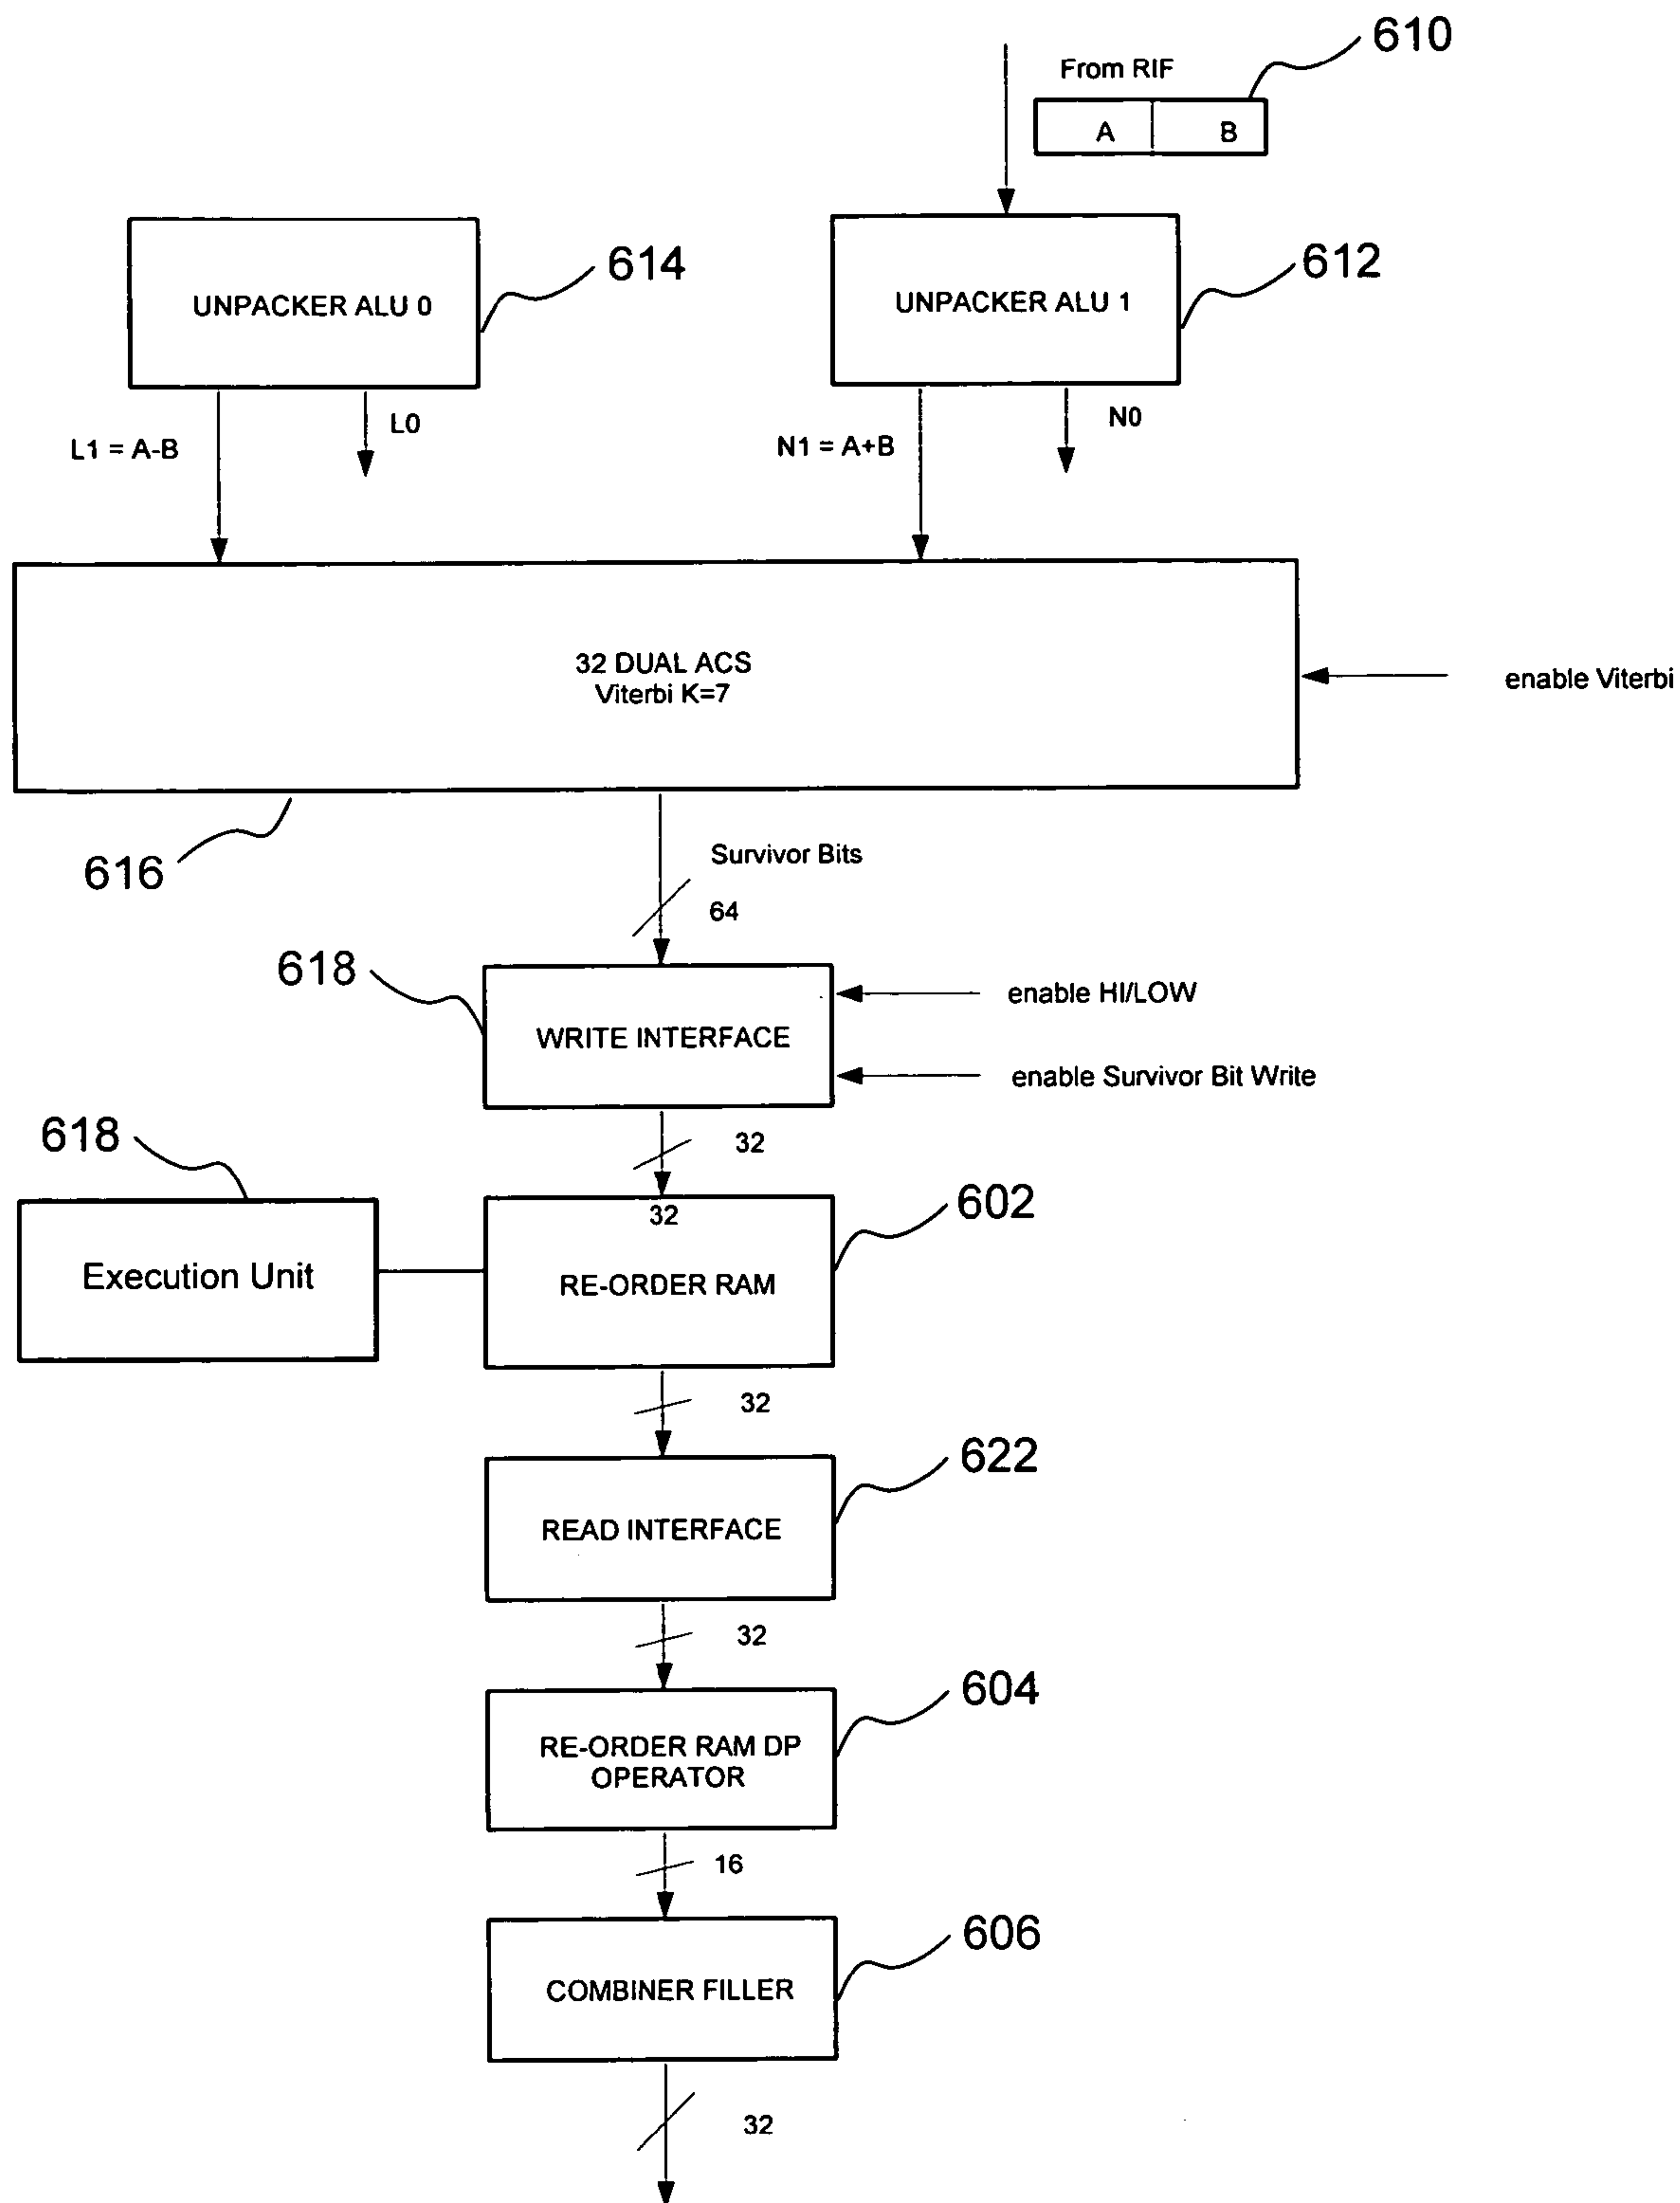 610
From RIF
A B
614
612
UNPACKER ALU 0
UNPACKER ALU 1
L0
N0
L1 = A-B
N1 = A+B
32 DUAL ACS
Viterbi K=7
enable Viterbi
616
Survivor Bits
64
618
enable HI/LOW
WRITE INTERFACE
enable Survivor Bit Write
618
32
602
32
Execution Unit
RE-ORDER RAM
32
622
READ INTERFACE
32
604
RE-ORDER RAM DP
OPERATOR
16
606
COMBINER FILLER
32